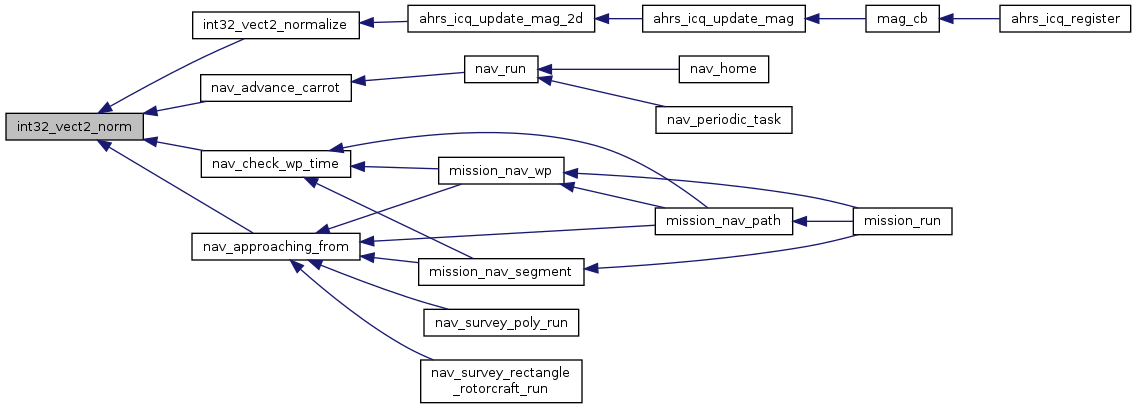 int32_vect2_normalize
ahrs_icq_update_mag_2d
ahrs_icq_update_mag
mag_cb
ahrs_icq_register
nav_advance_carrot
nav_run
nav_home
nav_periodic_task
int32_vect2_norm
nav_check_wp_time
mission_nav_wp
mission_nav_path
mission_run
nav_approaching_from
mission_nav_segment
nav_survey_poly_run
nav_survey_rectangle
_rotorcraft_run